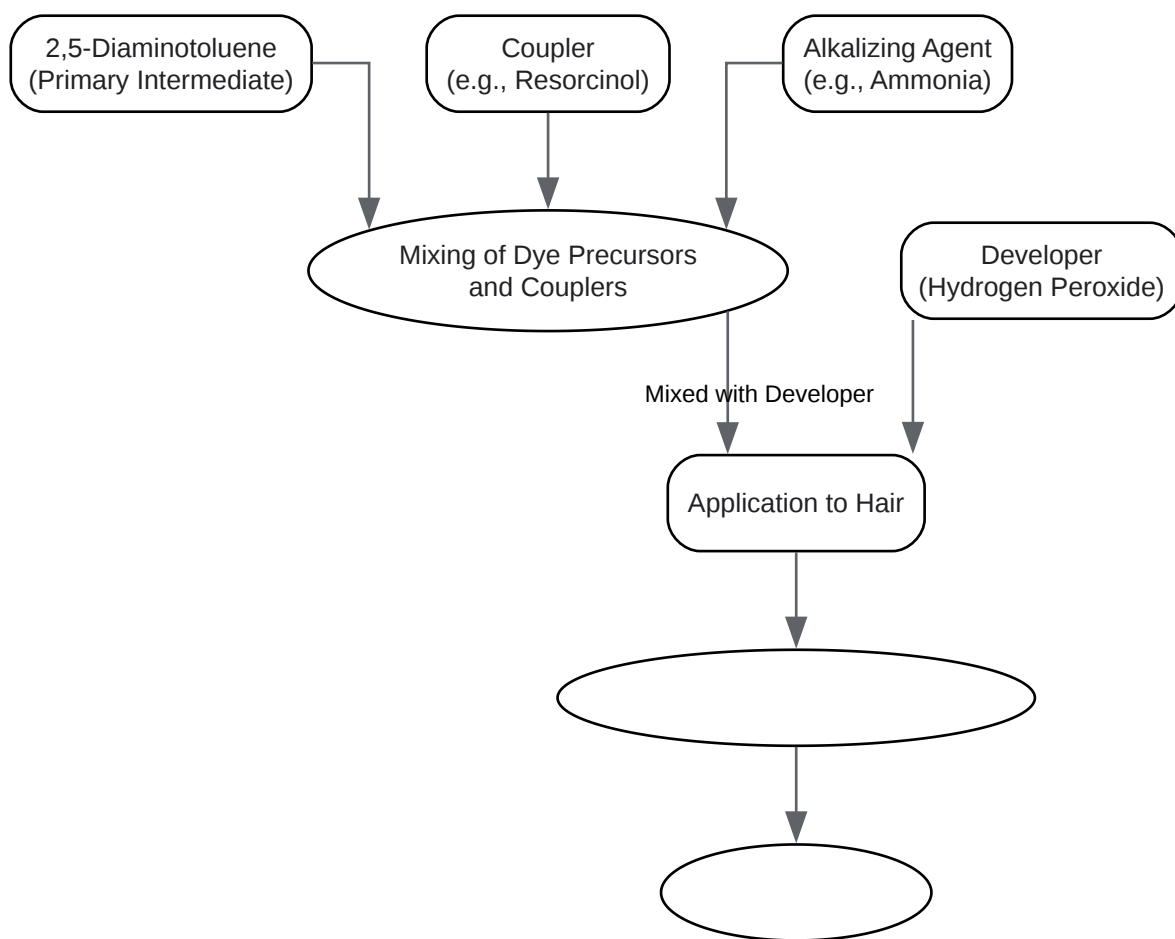 2,5-Diaminotoluene
(Primary Intermediate)
Coupler
(e.g., Resorcinol)
Alkalizing Agent
(e.g., Ammonia)
Mixing of Dye Precursors
and Couplers
Developer
(Hydrogen Peroxide)
Mixed with Developer
Application to Hair